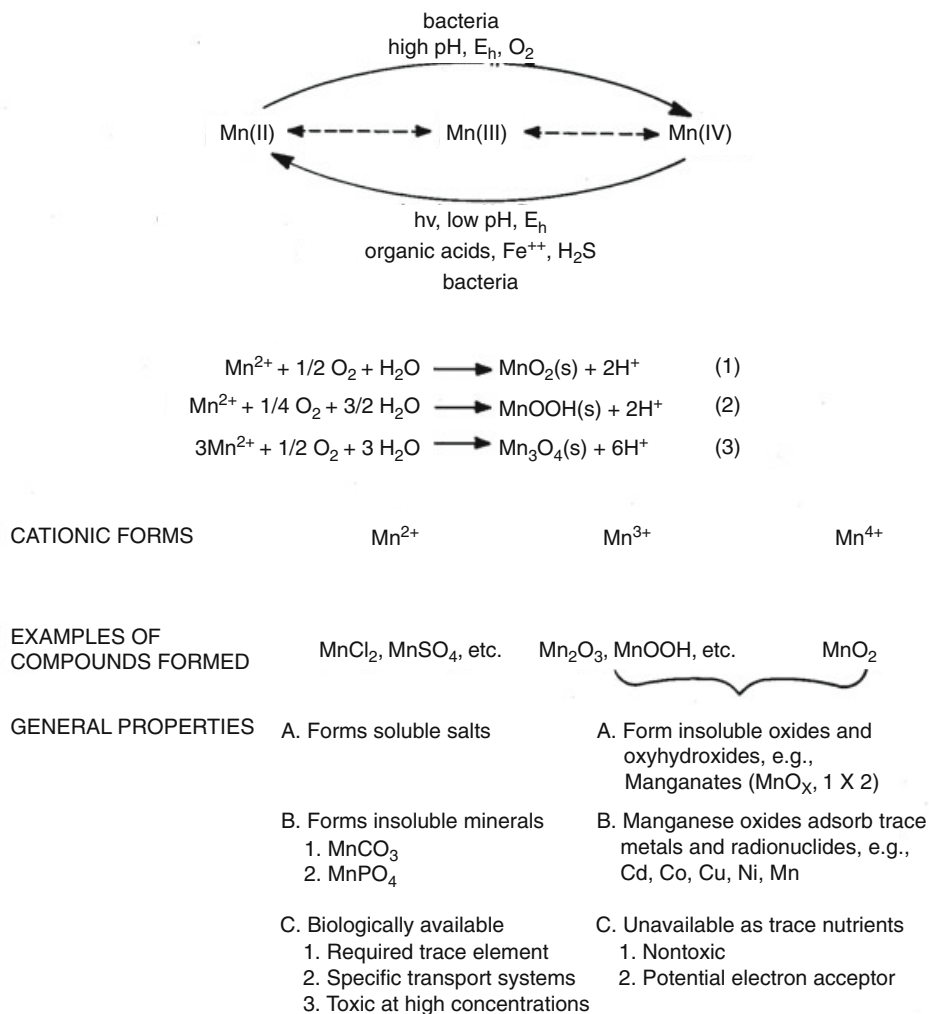 bacteria
high pH, Eh, O2
Mn(II) Mn(III) Mn(IV)
hv, low pH, Eh
organic acids, Fe++, H2S
bacteria
Mn2+ + 1/2 O2 + H2O → MnO2(s) + 2H+ (1)
Mn2+ + 1/4 O2 + 3/2 H2O → MnOOH(s) + 2H+ (2)
3Mn2+ + 1/2 O2 + 3 H2O → Mn3O4(s) + 6H+ (3)
CATIONIC FORMS Mn2+ Mn3+ Mn4+
EXAMPLES OF
COMPOUNDS FORMED MnCl2, MnSO4, etc. Mn2O3, MnOOH, etc. MnO2
GENERAL PROPERTIES
A. Forms soluble salts
B. Forms insoluble minerals
1. MnCO3
2. MnPO4
C. Biologically available
1. Required trace element
2. Specific transport systems
3. Toxic at high concentrations
A. Form insoluble oxides and
oxyhydroxides, e.g.,
Manganates (MnOX, 1 X 2)
B. Manganese oxides adsorb trace
metals and radionuclides, e.g.,
Cd, Co, Cu, Ni, Mn
C. Unavailable as trace nutrients
1. Nontoxic
2. Potential electron acceptor